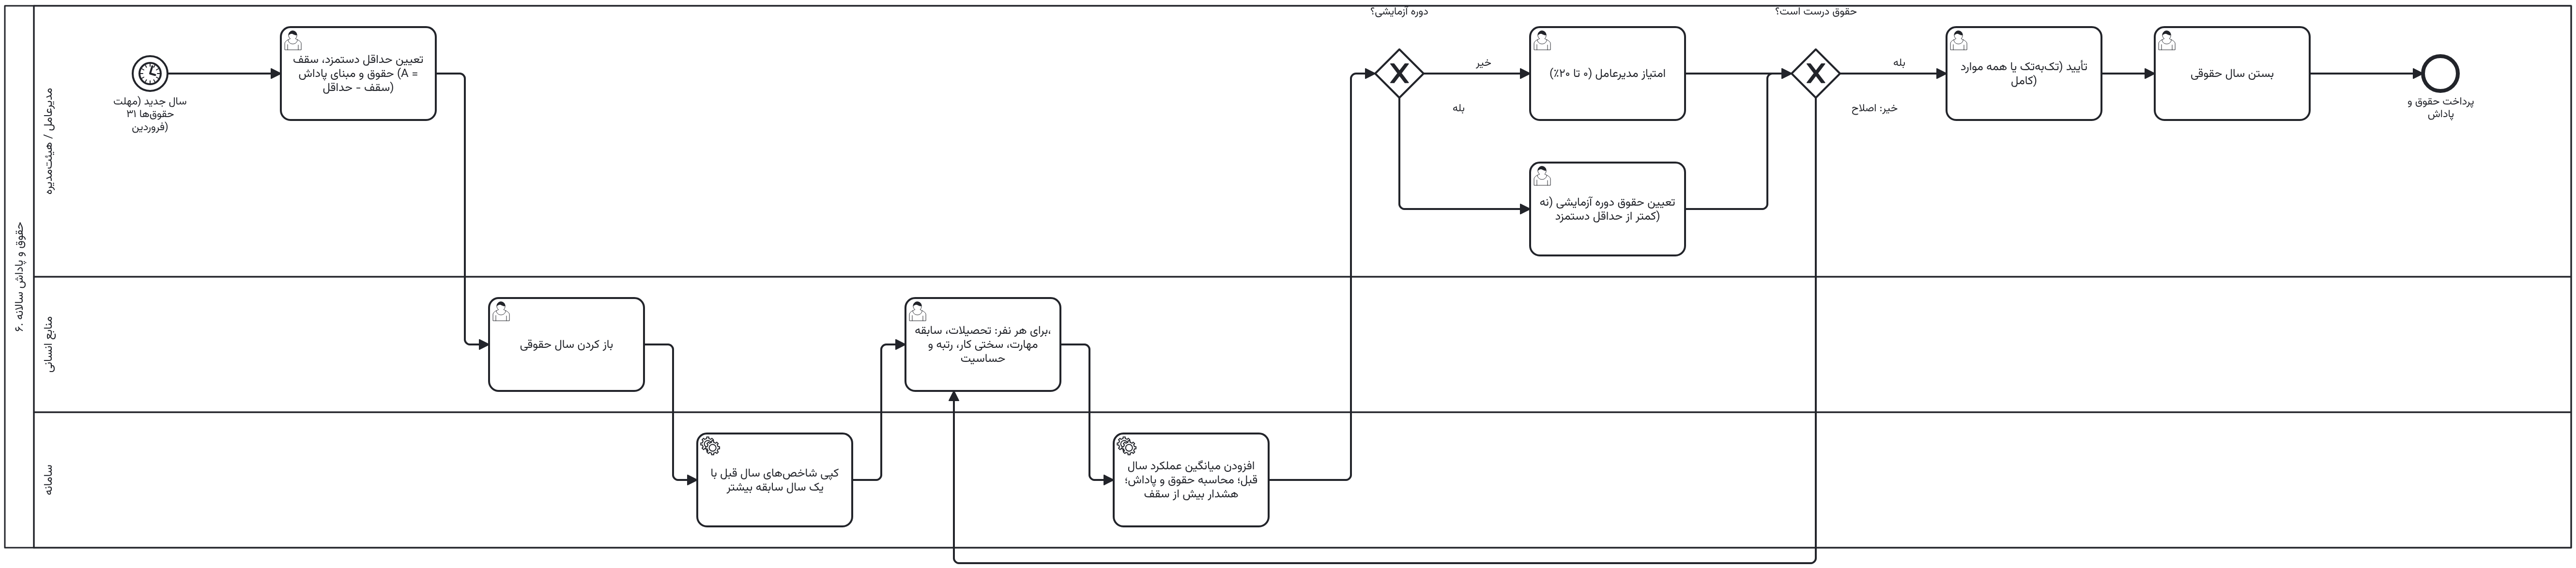 ۶. حقوق و پاداش سالانه
مدیرعامل / هیئت‌مدیره
سال جدید (مهلت
حقوق‌ها ۳۱
فروردین)
تعیین حداقل دستمزد، سقف
حقوق و مبنای پاداش (A =
سقف - حداقل)
دوره آزمایشی؟
خیر
بله
امتیاز مدیرعامل (۰ تا ۲۰٪)
تعیین حقوق دوره آزمایشی (نه
کمتر از حداقل دستمزد)
حقوق درست است؟
بله
خیر: اصلاح
تأیید (تک‌به‌تک یا همه موارد
کامل)
بستن سال حقوقی
پرداخت حقوق و
پاداش
منابع انسانی
باز کردن سال حقوقی
برای هر نفر: تحصیلات، سابقه،
مهارت، سختی کار، رتبه و
حساسیت
سامانه
کپی شاخص‌های سال قبل با
یک سال سابقه بیشتر
افزودن میانگین عملکرد سال
قبل؛ محاسبه حقوق و پاداش؛
هشدار بیش از سقف